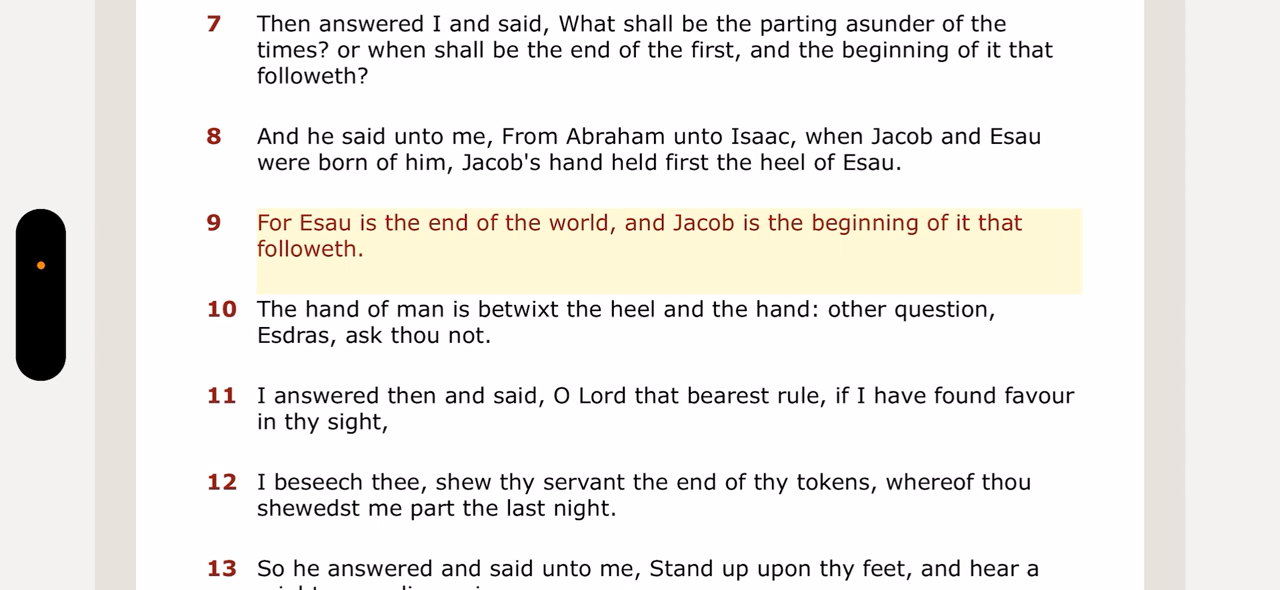 7 Then answered I and said, What shall be the parting asunder of the
times? or when shall be the end of the first, and the beginning of it that
followeth?
8 And he said unto me, From Abraham unto Isaac, when Jacob and Esau
were born of him, Jacob's hand held first the heel of Esau.
9 For Esau is the end of the world, and Jacob is the beginning of it that
followeth.
10 The hand of man is betwixt the heel and the hand: other question,
Esdras, ask thou not.
11 I answered then and said, O Lord that bearest rule, if I have found favour
in thy sight,
12 I beseech thee, shew thy servant the end of thy tokens, whereof thou
shewedst me part the last night.
13 So he answered and said unto me, Stand up upon thy feet, and hear a